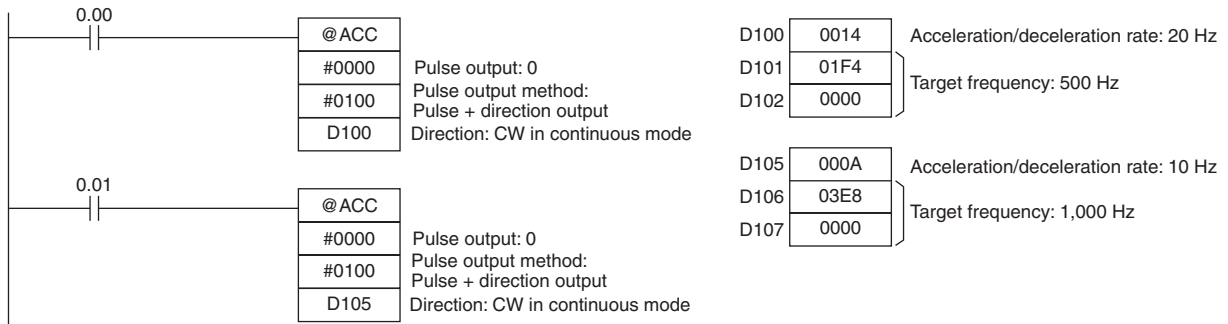 0.00
@ACC
#0000 Pulse output: 0
#0100 Pulse output method:
Pulse + direction output
D100 Direction: CW in continuous mode
0.01
@ACC
#0000 Pulse output: 0
#0100 Pulse output method:
Pulse + direction output
D105 Direction: CW in continuous mode
D100 0014 Acceleration/deceleration rate: 20 Hz
D101 01F4
Target frequency: 500 Hz
D102 0000
D105 000A Acceleration/deceleration rate: 10 Hz
D106 03E8
Target frequency: 1,000 Hz
D107 0000